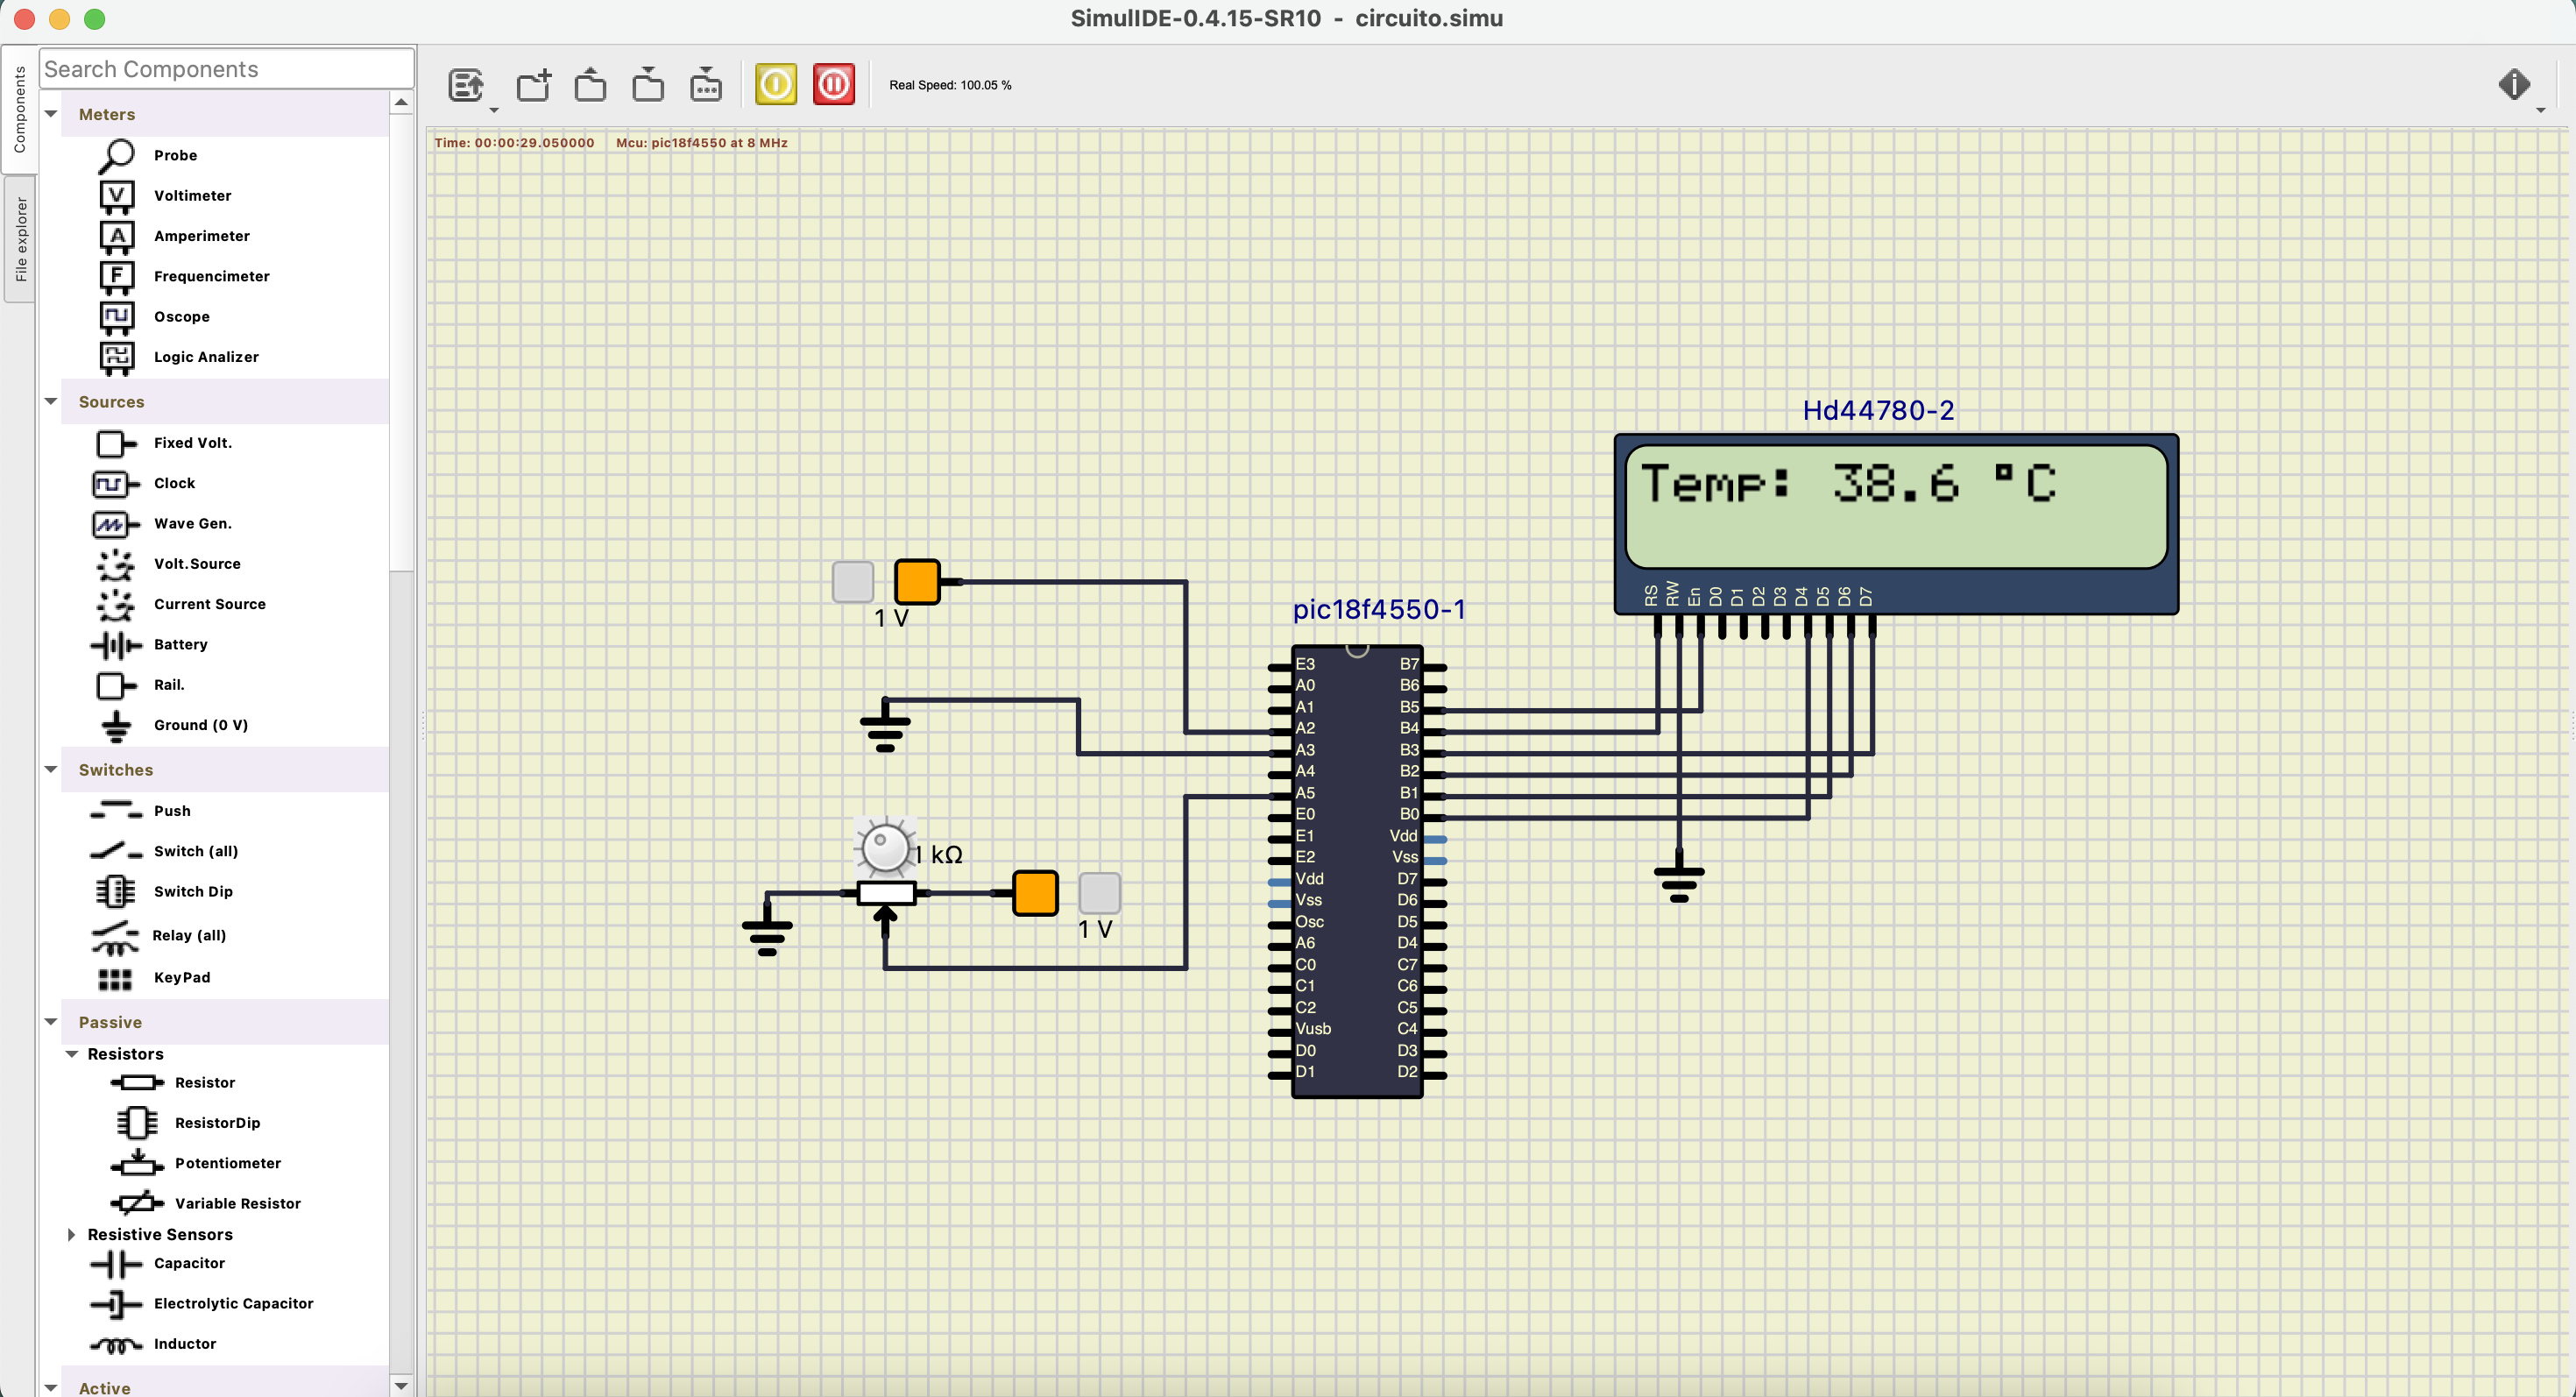 SimulIDE-0.4.15-SR10 - circuito.simu
Components
File explorer
Search Components
Meters
Probe
Voltimeter
Amperimeter
Frequencimeter
Oscope
Logic Analizer
Sources
Fixed Volt.
Clock
Wave Gen.
Volt.Source
Current Source
Battery
Rail.
Ground (0 V)
Switches
Push
Switch (all)
Switch Dip
Relay (all)
KeyPad
Passive
Resistors
Resistor
ResistorDip
Potentiometer
Variable Resistor
Resistive Sensors
Capacitor
Electrolytic Capacitor
Inductor
Active
Real Speed: 100.05 %
Time: 00:00:29.050000 Mcu: pic18f4550 at 8 MHz
Hd44780-2
Temp: 38.6 °C
RS RW En D0 D1 D2 D3 D4 D5 D6 D7
1 V
1 kΩ
1 V
pic18f4550-1
E3 B7
A0 B6
A1 B5
A2 B4
A3 B3
A4 B2
A5 B1
E0 B0
E1 Vdd
E2 Vss
Vdd D7
Vss D6
Osc D5
A6 D4
C0 C7
C1 C6
C2 C5
Vusb C4
D0 D3
D1 D2